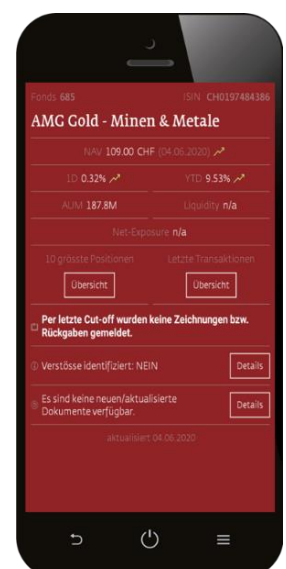 Fonds 685 ISIN CH0197484386
AMG Gold - Minen & Metale
NAV 109.00 CHF (04.06.2020)
1D 0.32% YTD 9.53%
AUM 187.8M Liquidity n/a
Net-Exposure n/a
10 grösste Positionen Letzte Transaktionen
Übersicht Übersicht
Per letzte Cut-off wurden keine Zeichnungen bzw.
Rückgaben gemeldet.
Verstösse identifiziert: NEIN Details
Es sind keine neuen/aktualisierte
Dokumente verfügbar. Details
aktualisiert 04.06.2020